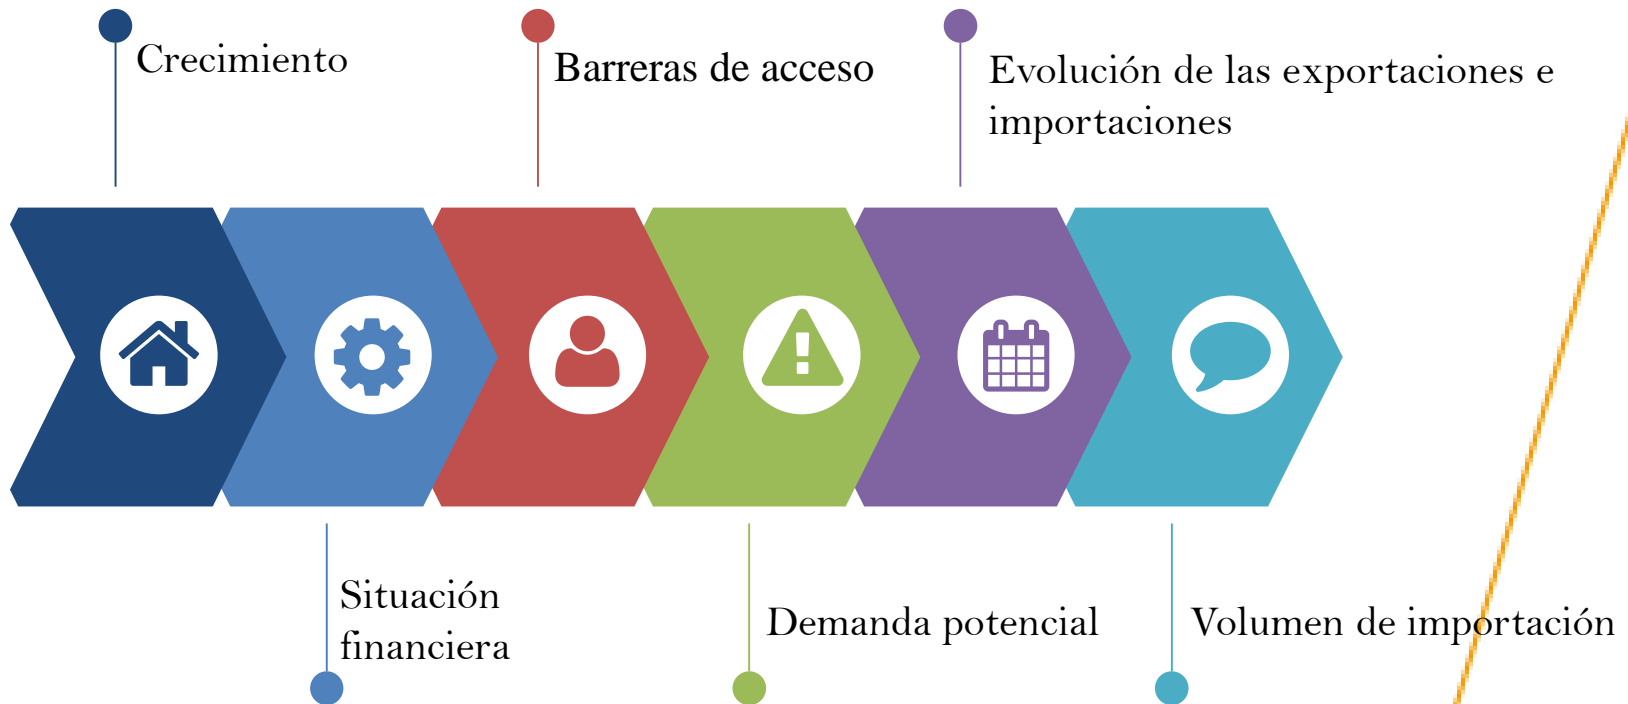 Crecimiento
Barreras de acceso
Evolución de las exportaciones e
importaciones
Situación
financiera
Demanda potencial
Volumen de importación